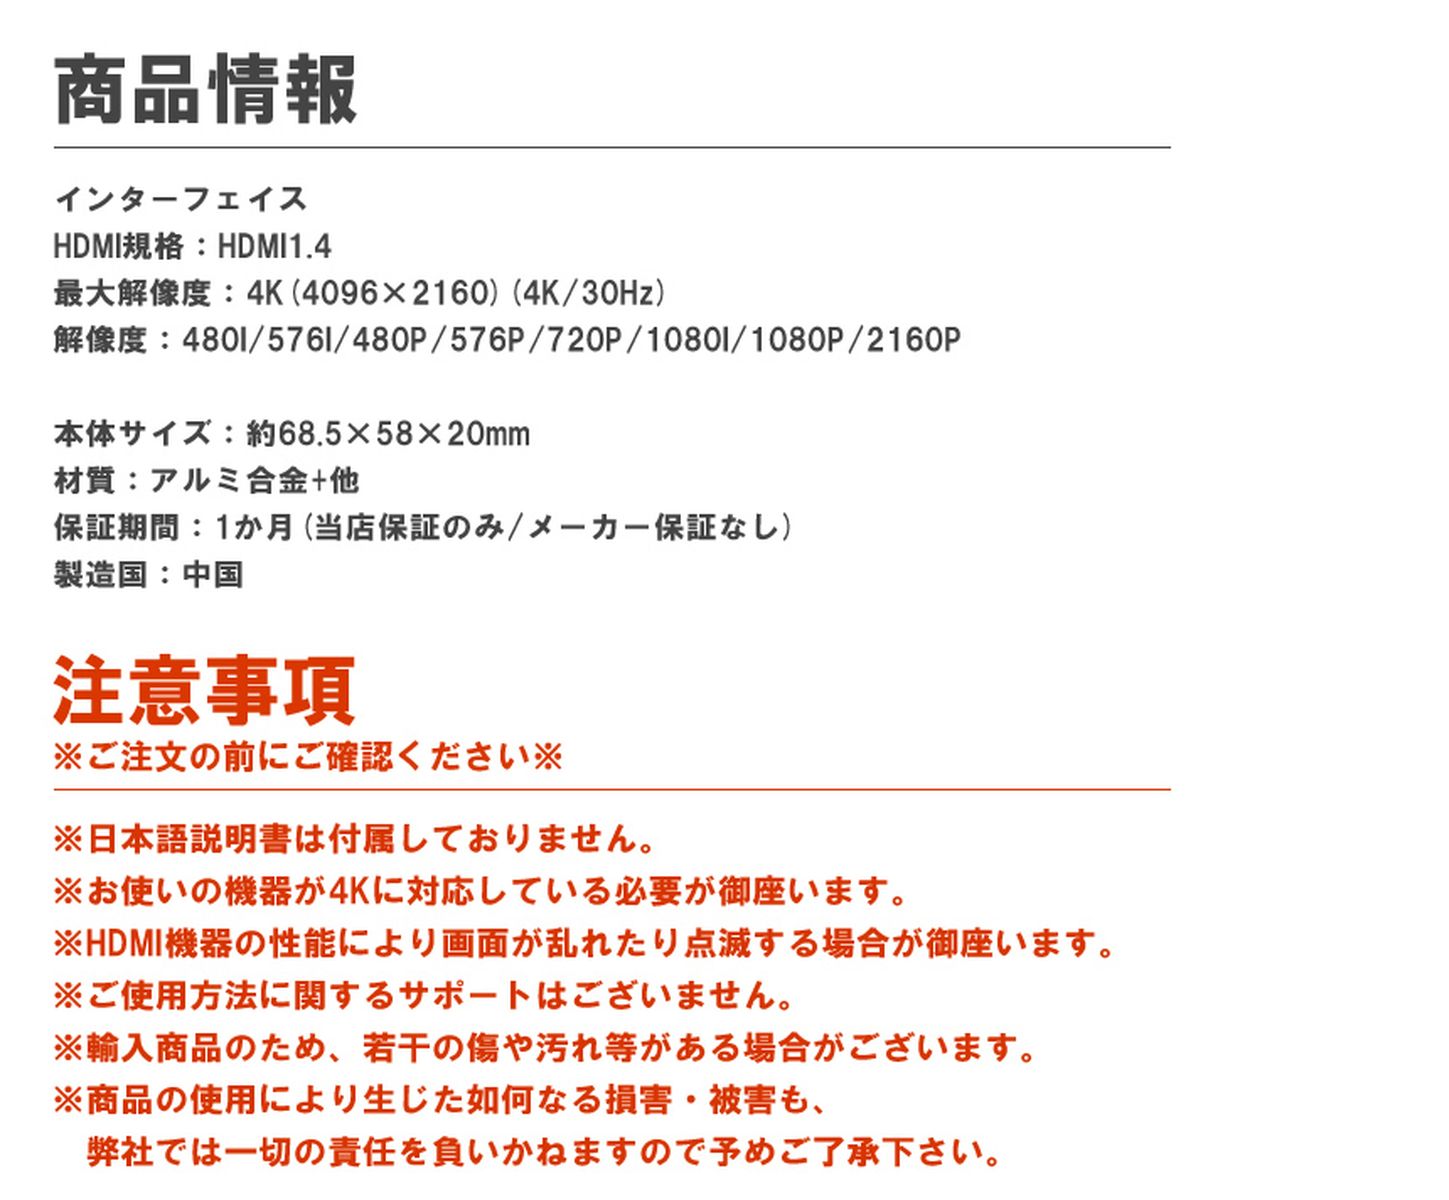 商品情報
インターフェイス
HDMI規格：HDMI1.4
最大解像度：4K(4096×2160)(4K/30Hz)
解像度：480I/576I/480P/576P/720P/1080I/1080P/2160P
本体サイズ：約68.5×58×20mm
材質：アルミ合金+他
保証期間：1か月(当店保証のみ/メーカー保証なし)
製造国：中国
注意事項
※ご注文の前にご確認ください※
※日本語説明書は付属しておりません。
※お使いの機器が4Kに対応している必要が御座います。
※HDMI機器の性能により画面が乱れたり点滅する場合が御座います。
※ご使用方法に関するサポートはございません。
※輸入商品のため、若干の傷や汚れ等がある場合がございます。
※商品の使用により生じた如何なる損害・被害も、
弊社では一切の責任を負いかねますので予めご了承下さい。